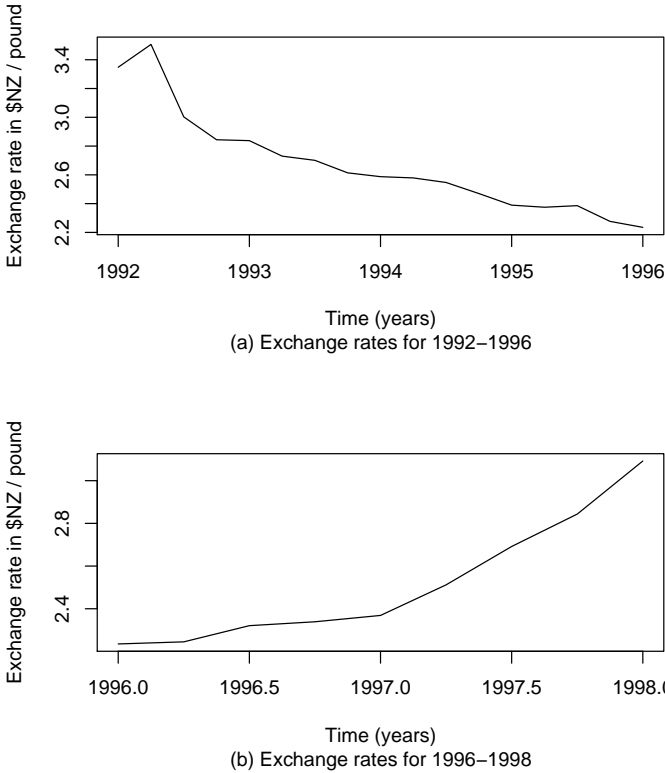 Exchange rate in $NZ / pound
3.4
3.0
2.6
2.2
1992 1993 1994 1995 1996
Time (years)
(a) Exchange rates for 1992−1996
Exchange rate in $NZ / pound
2.8
2.4
1996.0 1996.5 1997.0 1997.5 1998.0
Time (years)
(b) Exchange rates for 1996−1998